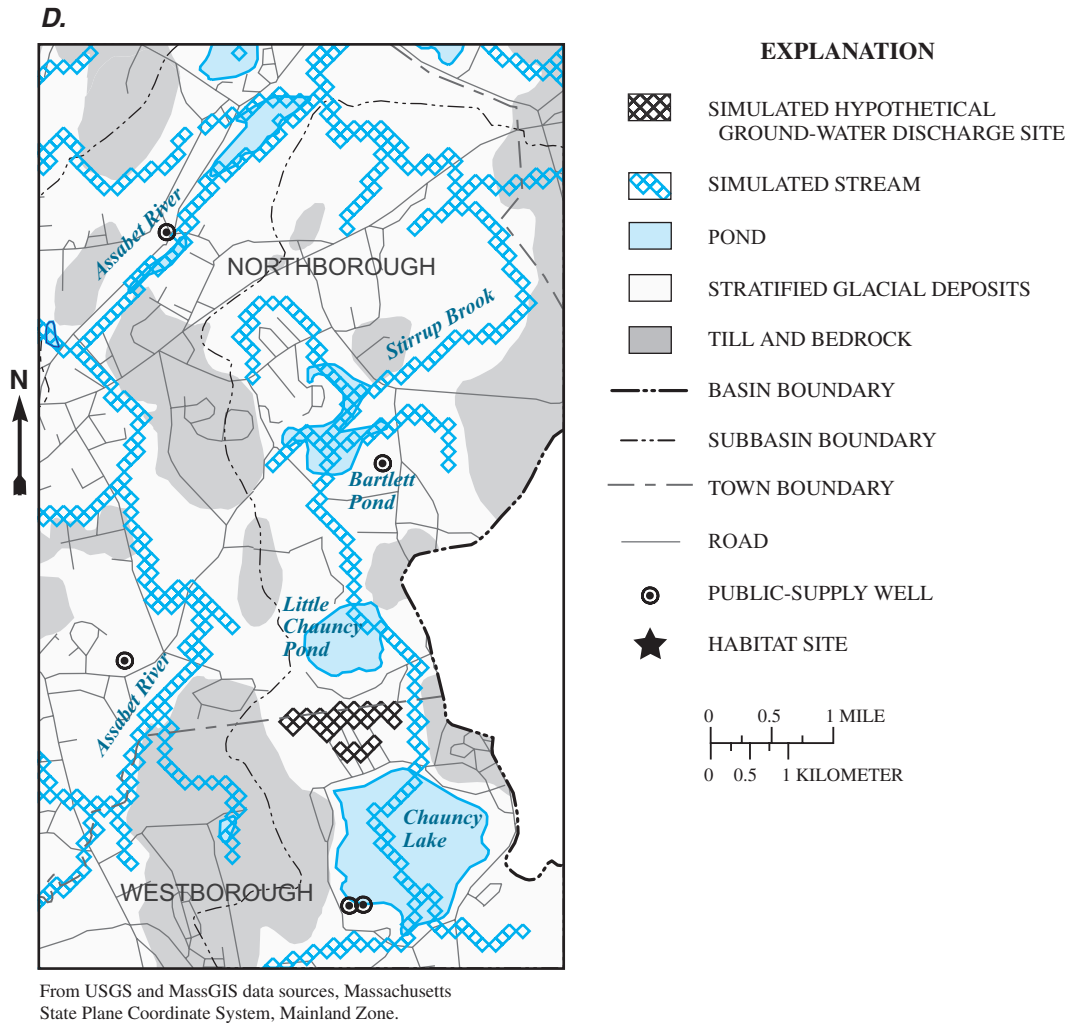 D.
Assabet River
NORTHBOROUGH
Stirrup Brook
Bartlett
Pond
Little
Chauncy
Pond
Assabet River
Chauncy
Lake
WESTBOROUGH
N
From USGS and MassGIS data sources, Massachusetts
State Plane Coordinate System, Mainland Zone.
EXPLANATION
SIMULATED HYPOTHETICAL
GROUND-WATER DISCHARGE SITE
SIMULATED STREAM
POND
STRATIFIED GLACIAL DEPOSITS
TILL AND BEDROCK
BASIN BOUNDARY
SUBBASIN BOUNDARY
TOWN BOUNDARY
ROAD
PUBLIC-SUPPLY WELL
HABITAT SITE
0 0.5 1 MILE
0 0.5 1 KILOMETER